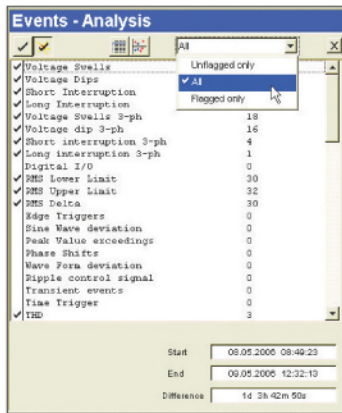 Events - Analysis
All
X
Unflagged only
All
Flagged only
Voltage Swells
Voltage Dips
Short Interruption
Long Interruption
Voltage Swells 3-ph 18
Voltage dip 3-ph 16
Short interruption 3-ph 4
Long interruption 3-ph 1
Digital I/O 0
RMS Lower Limit 30
RMS Upper Limit 32
RMS Delta 30
Edge Triggers 0
Sine Wave deviation 0
Peak Value exceedings 0
Phase Shifts 0
Wave Form deviation 0
Ripple control signal 0
Transient events 0
Time Trigger 0
THD 3
Start 08.05.2006 08:49:23
End 09.05.2006 12:32:13
Difference 1d 3h 42m 50s